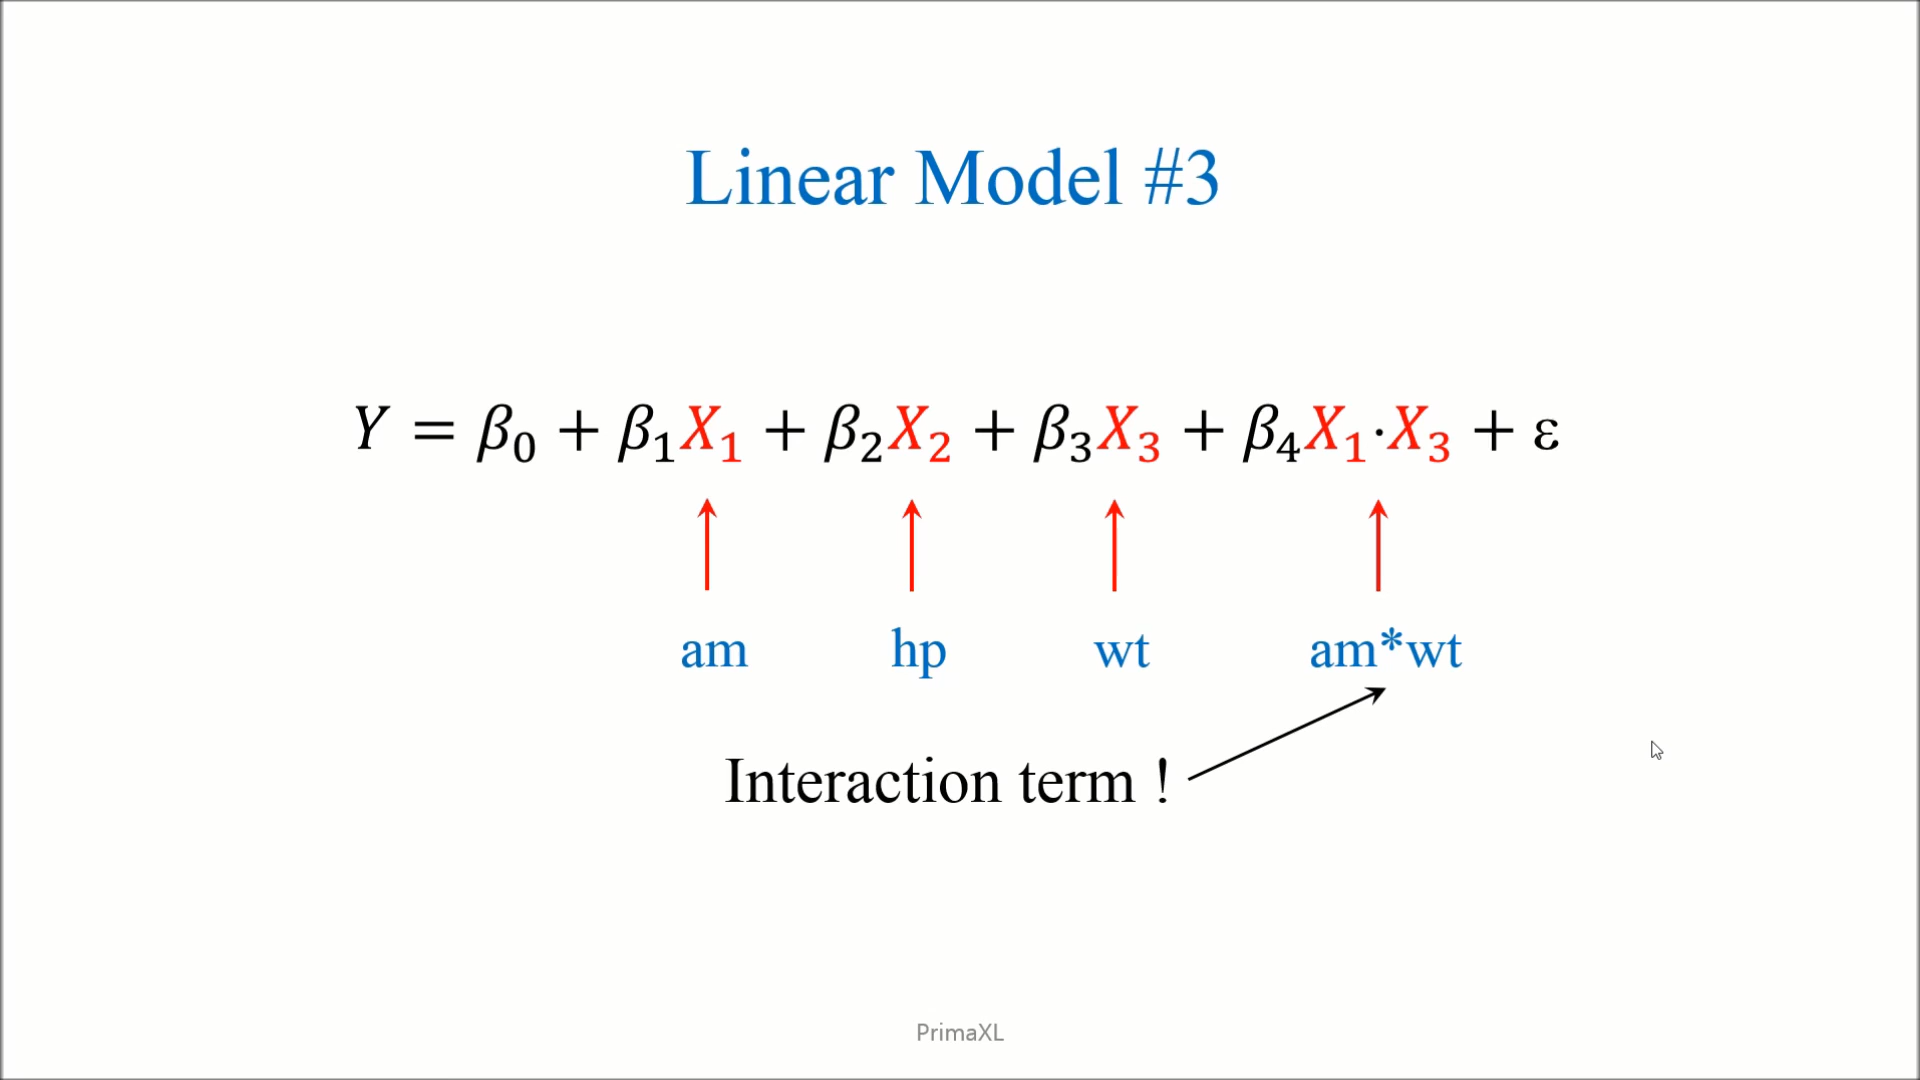 Linear Model #3
Y = β₀ + β₁X₁ + β₂X₂ + β₃X₃ + β₄X₁·X₃ + ε
am hp wt am*wt
Interaction term !
PrimaXL